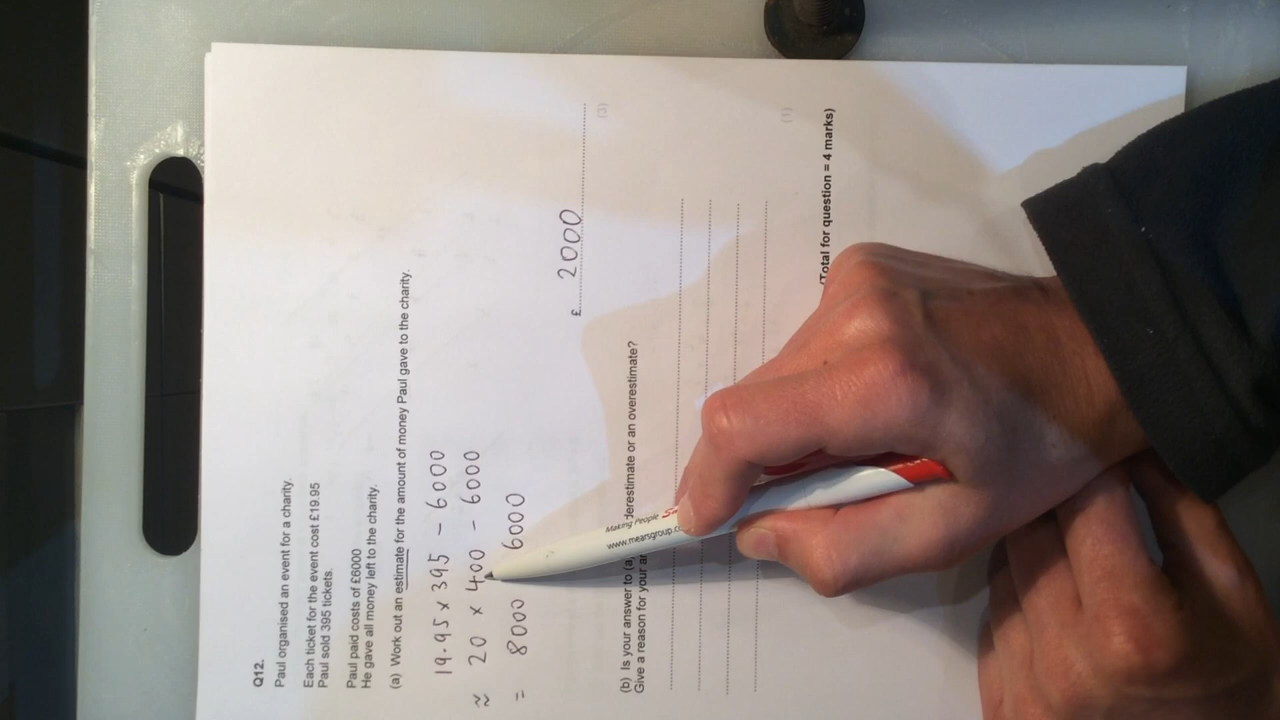 Q12.
Paul organised an event for a charity.
Each ticket for the event cost £19.95
Paul sold 395 tickets.
Paul paid costs of £6000
He gave all money left to the charity.
(a) Work out an estimate for the amount of money Paul gave to the charity.
19.95 × 395 - 6000
≈ 20 × 400 - 6000
= 8000 6000
£ 2000
(3)
(b) Is your answer to (a) derestimate or an overestimate?
Give a reason for your
(1)
(Total for question = 4 marks)
Making People
www.mearsgroup.co